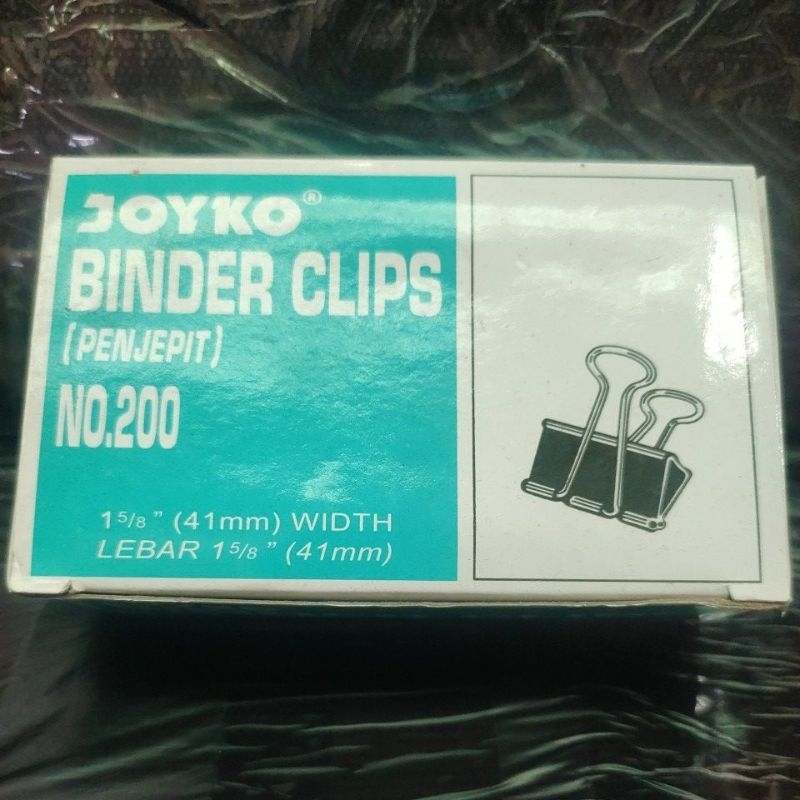 JOYKO®
BINDER CLIPS
(PENJEPIT)
NO.200
1 5/8 " (41mm) WIDTH
LEBAR 1 5/8 " (41mm)